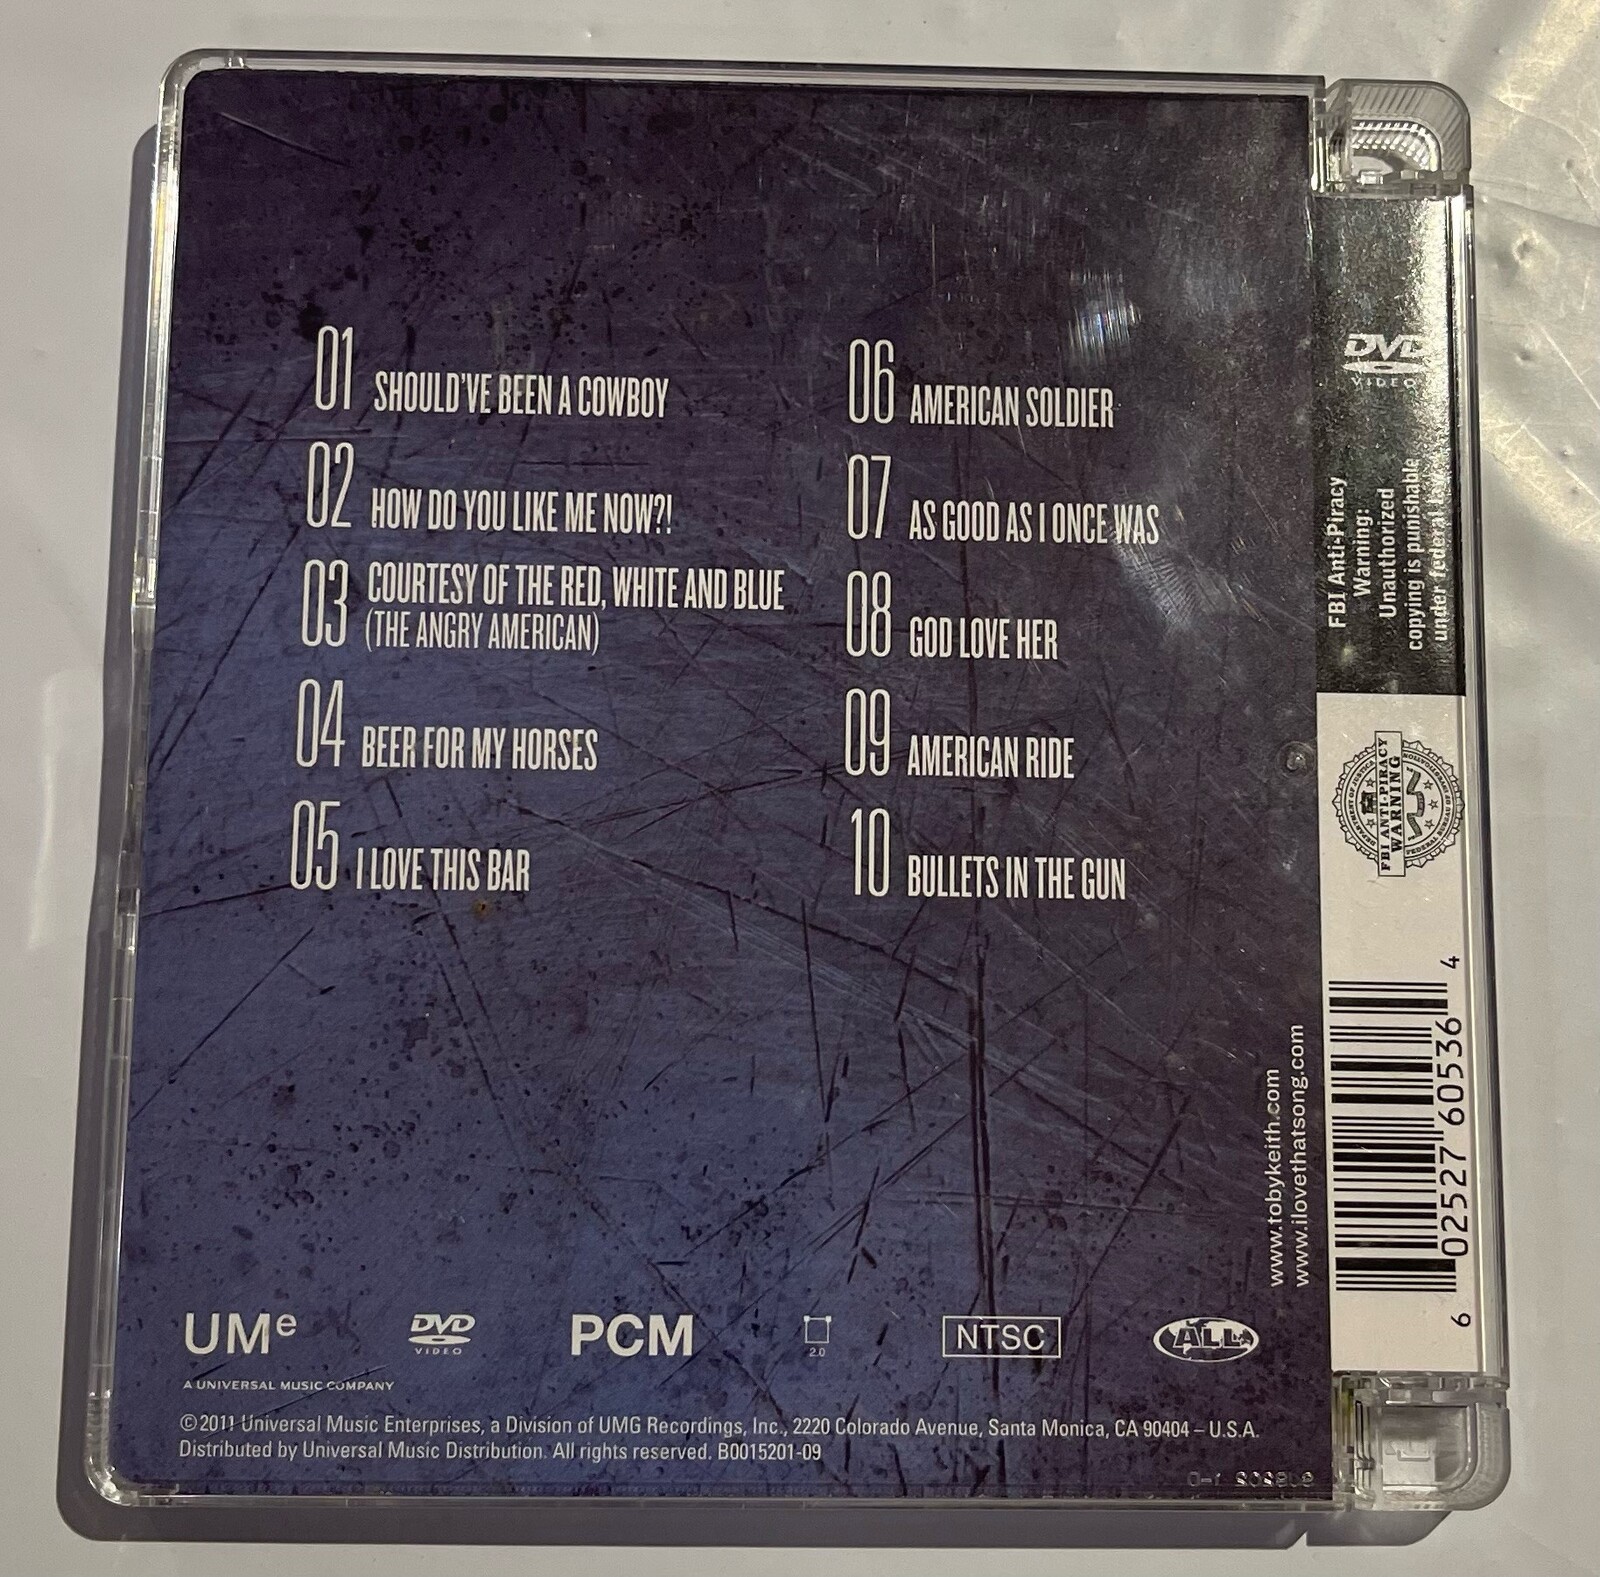 01 SHOULD'VE BEEN A COWBOY
02 HOW DO YOU LIKE ME NOW?!
03 COURTESY OF THE RED, WHITE AND BLUE
(THE ANGRY AMERICAN)
04 BEER FOR MY HORSES
05 I LOVE THIS BAR
06 AMERICAN SOLDIER
07 AS GOOD AS I ONCE WAS
08 GOD LOVE HER
09 AMERICAN RIDE
10 BULLETS IN THE GUN
www.tobykeith.com
www.ilovethatsong.com
UMe
A UNIVERSAL MUSIC COMPANY
DVD
VIDEO
PCM
2.0
NTSC
ALL
©2011 Universal Music Enterprises, a Division of UMG Recordings, Inc., 2220 Colorado Avenue, Santa Monica, CA 90404 – U.S.A.
Distributed by Universal Music Distribution. All rights reserved. B0015201-09
DVD
VIDEO
FBI Anti-Piracy
Warning:
Unauthorized
copying is punishable
under federal
FBI ANTI-PIRACY
WARNING
6 02527 60536 4